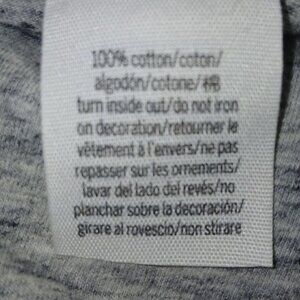 100% cotton/coton/
algodón/cotone/棉
turn inside out/do not iron
on decoration/retourner le
vêtement à l'envers/ne pas
repasser sur les ornements/
lavar del lado del revés/no
planchar sobre la decoración/
girare al rovescio/non stirare